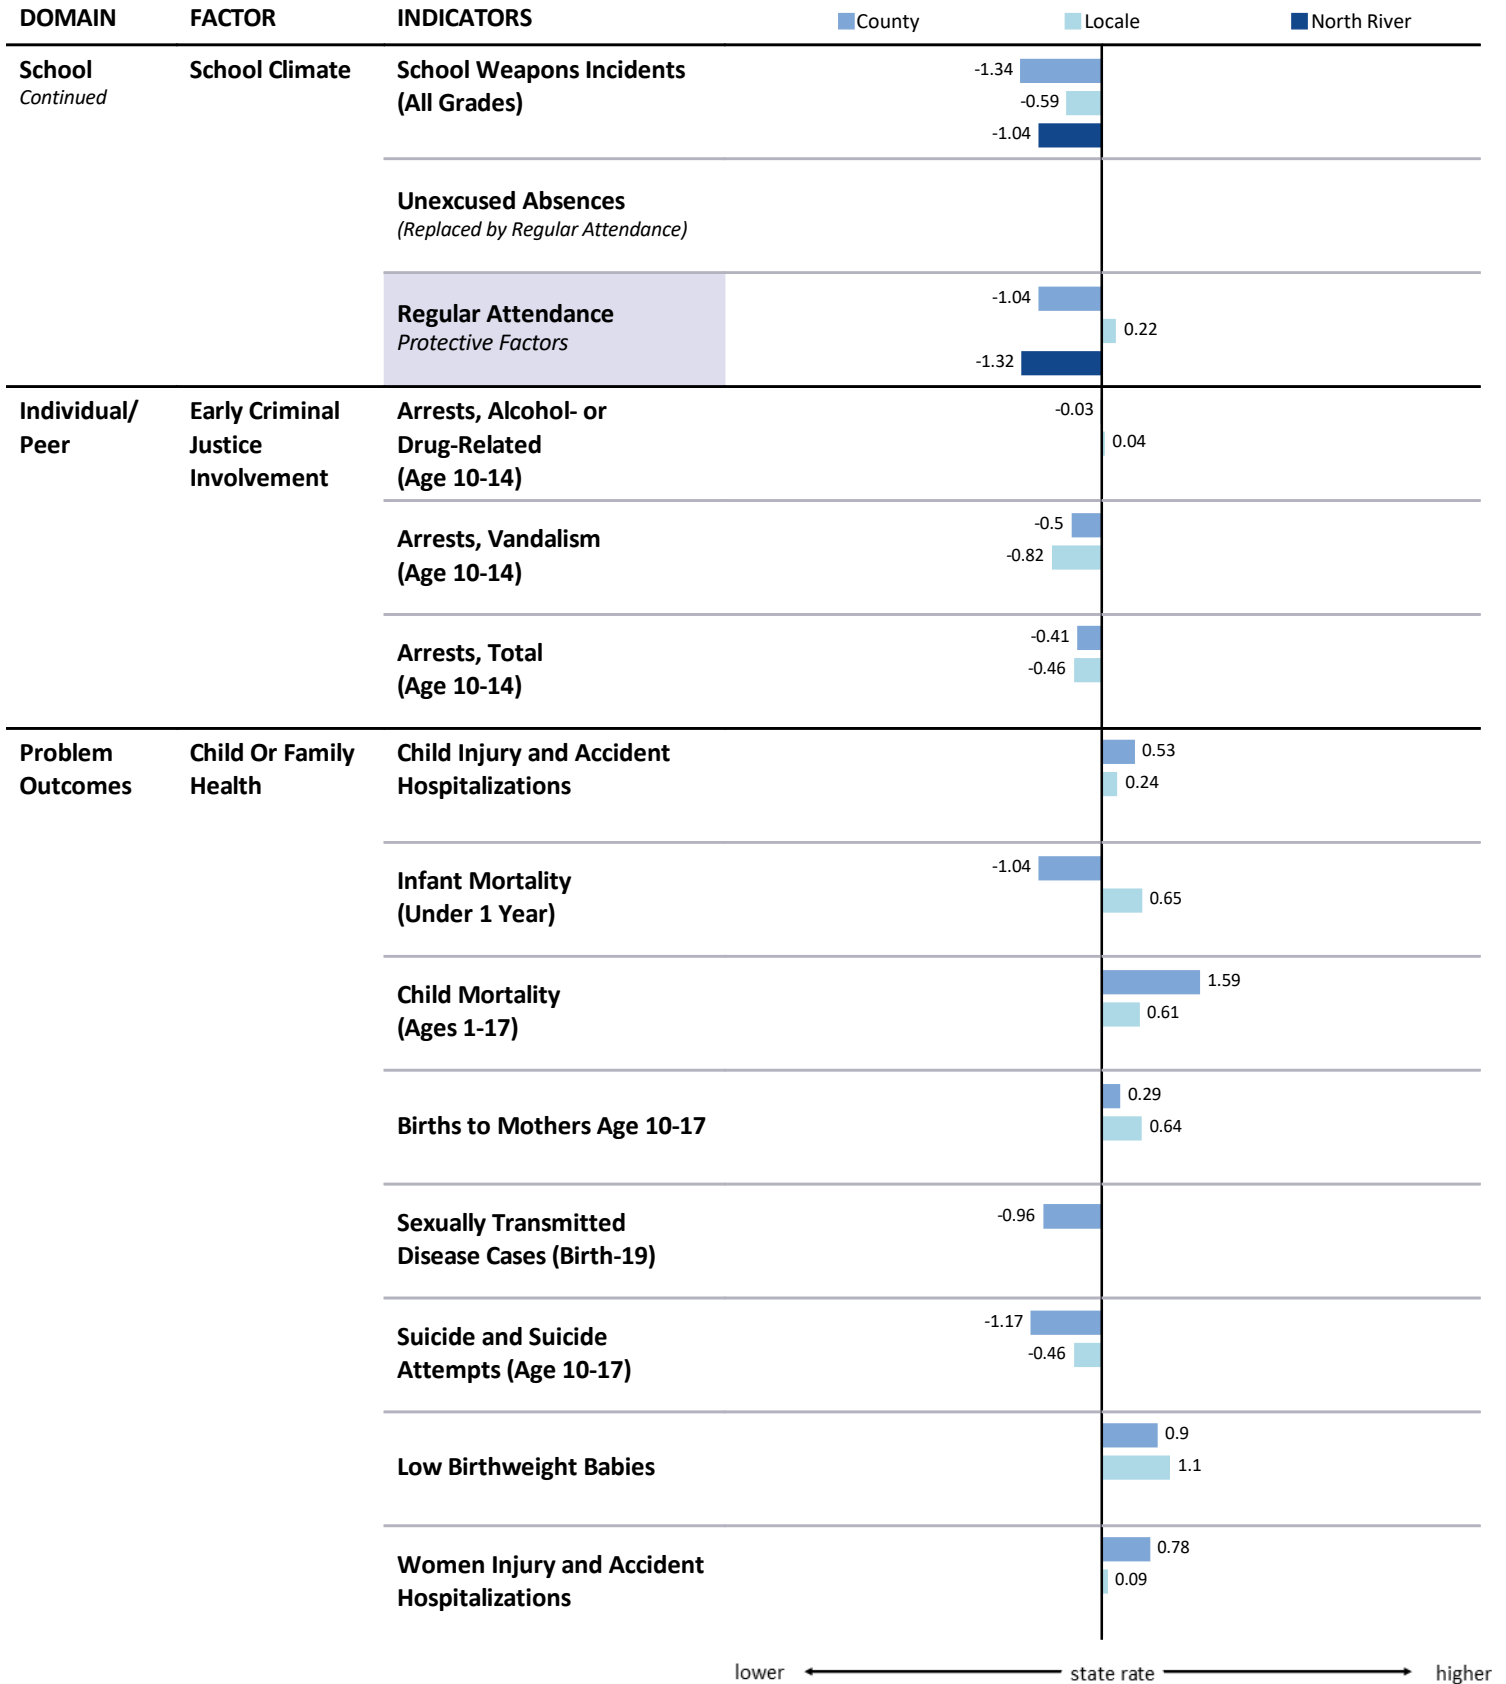 DOMAIN FACTOR INDICATORS County Locale North River
School School Climate School Weapons Incidents
Continued
(All Grades)
-1.34
-0.59
-1.04
Unexcused Absences
(Replaced by Regular Attendance)
Regular Attendance
Protective Factors
-1.04
0.22
-1.32
Individual/ Early Criminal Arrests, Alcohol- or
Peer Justice Drug-Related
Involvement (Age 10-14)
-0.03
0.04
Arrests, Vandalism
(Age 10-14)
-0.5
-0.82
Arrests, Total
(Age 10-14)
-0.41
-0.46
Problem Child Or Family Child Injury and Accident
Outcomes Health Hospitalizations
0.53
0.24
Infant Mortality
(Under 1 Year)
-1.04
0.65
Child Mortality
(Ages 1-17)
1.59
0.61
Births to Mothers Age 10-17
0.29
0.64
Sexually Transmitted
Disease Cases (Birth-19)
-0.96
Suicide and Suicide
Attempts (Age 10-17)
-1.17
-0.46
Low Birthweight Babies
0.9
1.1
Women Injury and Accident
Hospitalizations
0.78
0.09
lower state rate higher